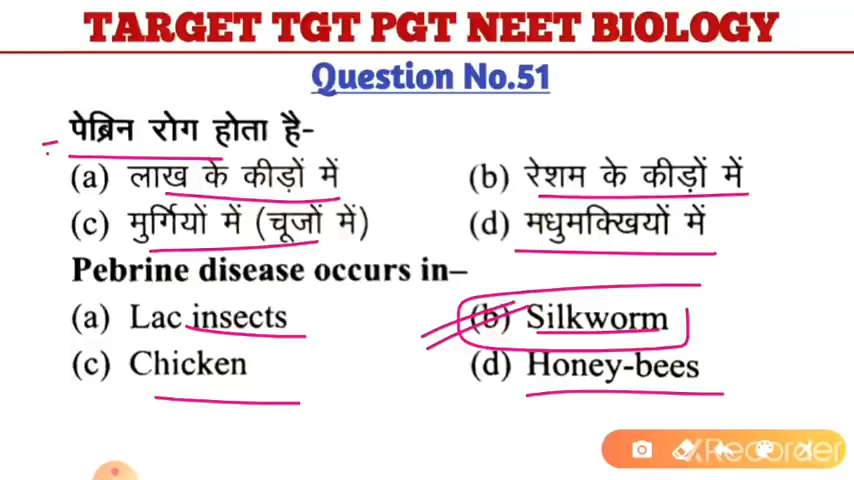 TARGET TGT PGT NEET BIOLOGY
Question No.51
पेब्रिन रोग होता है-
(a) लाख के कीड़ों में (b) रेशम के कीड़ों में
(c) मुर्गियों में (चूजों में) (d) मधुमक्खियों में
Pebrine disease occurs in–
(a) Lac insects (b) Silkworm
(c) Chicken (d) Honey-bees
XRecorder